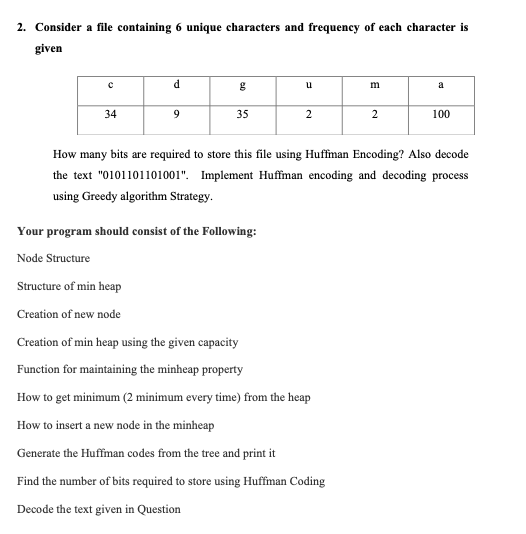 2. Consider a file containing 6 unique characters and frequency of each character is
given
c d g u m a
34 9 35 2 2 100
How many bits are required to store this file using Huffman Encoding? Also decode
the text "0101101101001". Implement Huffman encoding and decoding process
using Greedy algorithm Strategy.
Your program should consist of the Following:
Node Structure
Structure of min heap
Creation of new node
Creation of min heap using the given capacity
Function for maintaining the minheap property
How to get minimum (2 minimum every time) from the heap
How to insert a new node in the minheap
Generate the Huffman codes from the tree and print it
Find the number of bits required to store using Huffman Coding
Decode the text given in Question